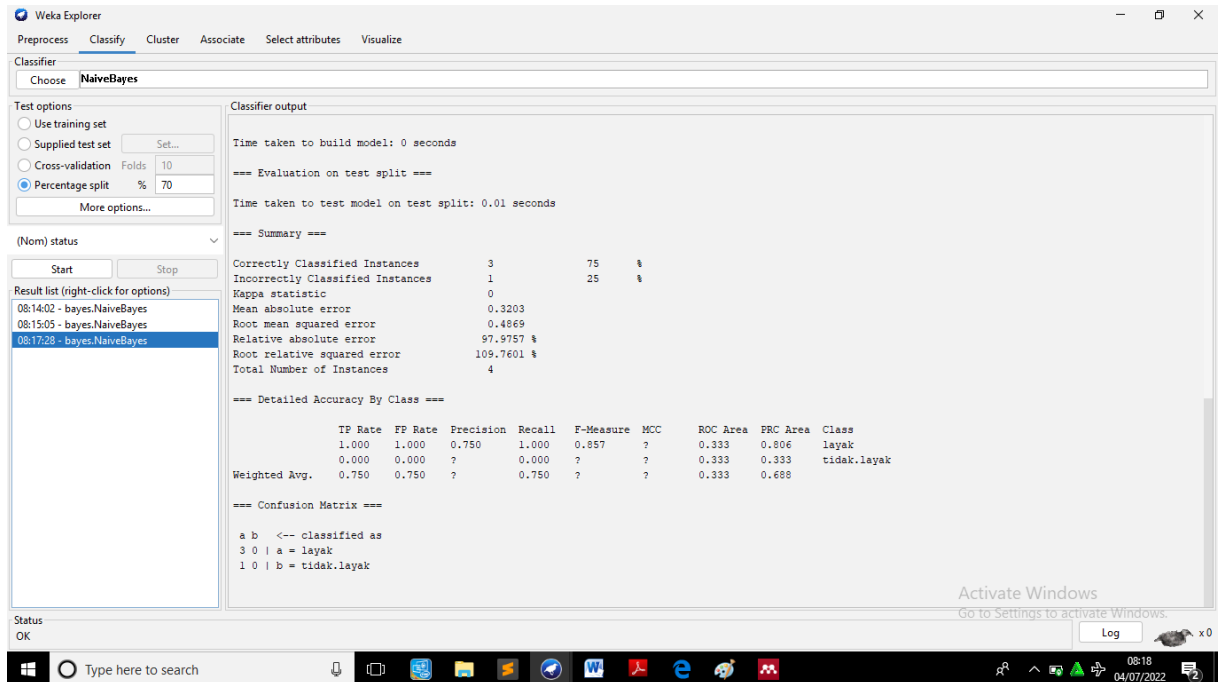 Weka Explorer
Preprocess Classify Cluster Associate Select attributes Visualize
Classifier
Choose NaiveBayes
Test options
Use training set
Supplied test set Set...
Cross-validation Folds 10
Percentage split % 70
More options...
(Nom) status
Start Stop
Result list (right-click for options)
08:14:02 - bayes.NaiveBayes
08:15:05 - bayes.NaiveBayes
08:17:28 - bayes.NaiveBayes
Classifier output
Time taken to build model: 0 seconds
=== Evaluation on test split ===
Time taken to test model on test split: 0.01 seconds
=== Summary ===
Correctly Classified Instances 3 75 %
Incorrectly Classified Instances 1 25 %
Kappa statistic 0
Mean absolute error 0.3203
Root mean squared error 0.4869
Relative absolute error 97.9757 %
Root relative squared error 109.7601 %
Total Number of Instances 4
=== Detailed Accuracy By Class ===
TP Rate FP Rate Precision Recall F-Measure MCC ROC Area PRC Area Class
1.000 1.000 0.750 1.000 0.857 ? 0.333 0.806 layak
0.000 0.000 ? 0.000 ? ? 0.333 0.333 tidak.layak
Weighted Avg. 0.750 0.750 ? 0.750 ? ? 0.333 0.688
=== Confusion Matrix ===
a b <-- classified as
3 0 | a = layak
1 0 | b = tidak.layak
Activate Windows
Go to Settings to activate Windows.
Status
OK
Log x 0
Type here to search
08:18
04/07/2022